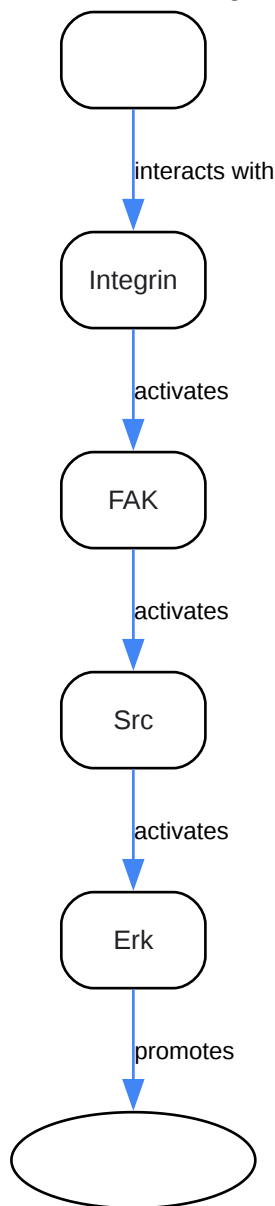 interacts with
Integrin
activates
FAK
activates
Src
activates
Erk
promotes